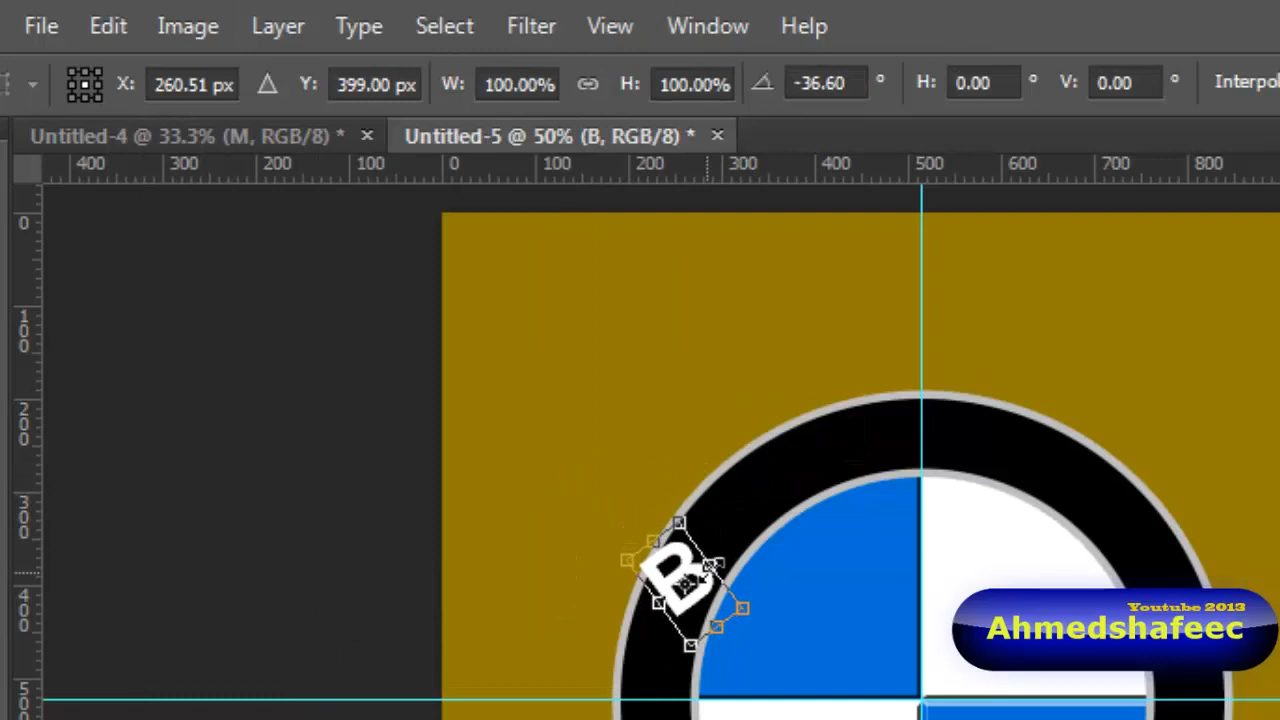 File Edit Image Layer Type Select Filter View Window Help
X: 260.51 px Y: 399.00 px W: 100.00% H: 100.00% -36.60 ° H: 0.00 ° V: 0.00 ° Interpol
Untitled-4 @ 33.3% (M, RGB/8) * × Untitled-5 @ 50% (B, RGB/8) * ×
400 300 200 100 0 100 200 300 400 500 600 700 800
0
100
200
300
B
400
Youtube 2013
Ahmedshafeec
50